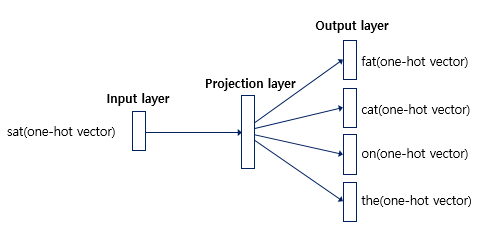 Output layer
fat(one-hot vector)
Projection layer
Input layer
cat(one-hot vector)
sat(one-hot vector)
on(one-hot vector)
the(one-hot vector)